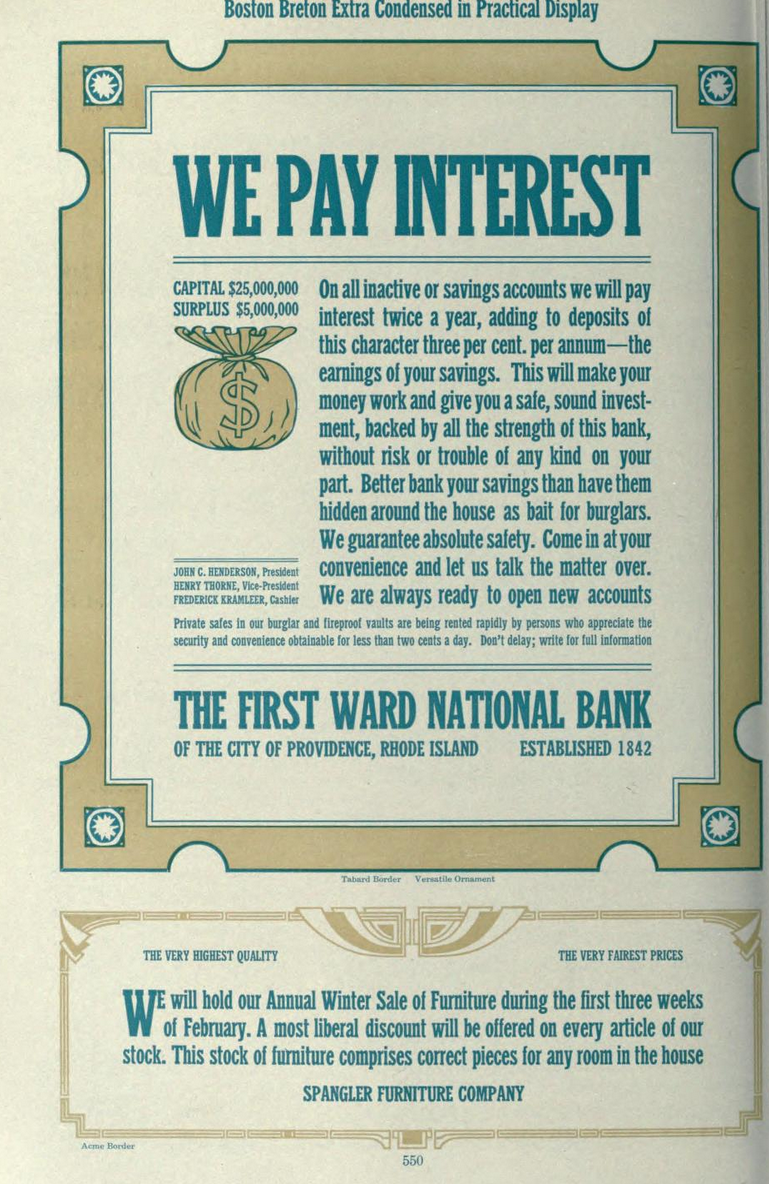 Boston Breton Extra Condensed in Practical Display
WE PAY INTEREST
CAPITAL $25,000,000
SURPLUS $5,000,000
$
On all inactive or savings accounts we will pay
interest twice a year, adding to deposits of
this character three per cent. per annum—the
earnings of your savings. This will make your
money work and give you a safe, sound invest-
ment, backed by all the strength of this bank,
without risk or trouble of any kind on your
part. Better bank your savings than have them
hidden around the house as bait for burglars.
We guarantee absolute safety. Come in at your
convenience and let us talk the matter over.
We are always ready to open new accounts
JOHN C. HENDERSON, President
HENRY THORNE, Vice-President
FREDERICK KRAMLEER, Cashier
Private safes in our burglar and fireproof vaults are being rented rapidly by persons who appreciate the
security and convenience obtainable for less than two cents a day. Don't delay; write for full information
THE FIRST WARD NATIONAL BANK
OF THE CITY OF PROVIDENCE, RHODE ISLAND ESTABLISHED 1842
Tabard Border Versatile Ornament
THE VERY HIGHEST QUALITY THE VERY FAIREST PRICES
WE will hold our Annual Winter Sale of Furniture during the first three weeks
of February. A most liberal discount will be offered on every article of our
stock. This stock of furniture comprises correct pieces for any room in the house
SPANGLER FURNITURE COMPANY
Acme Border
550